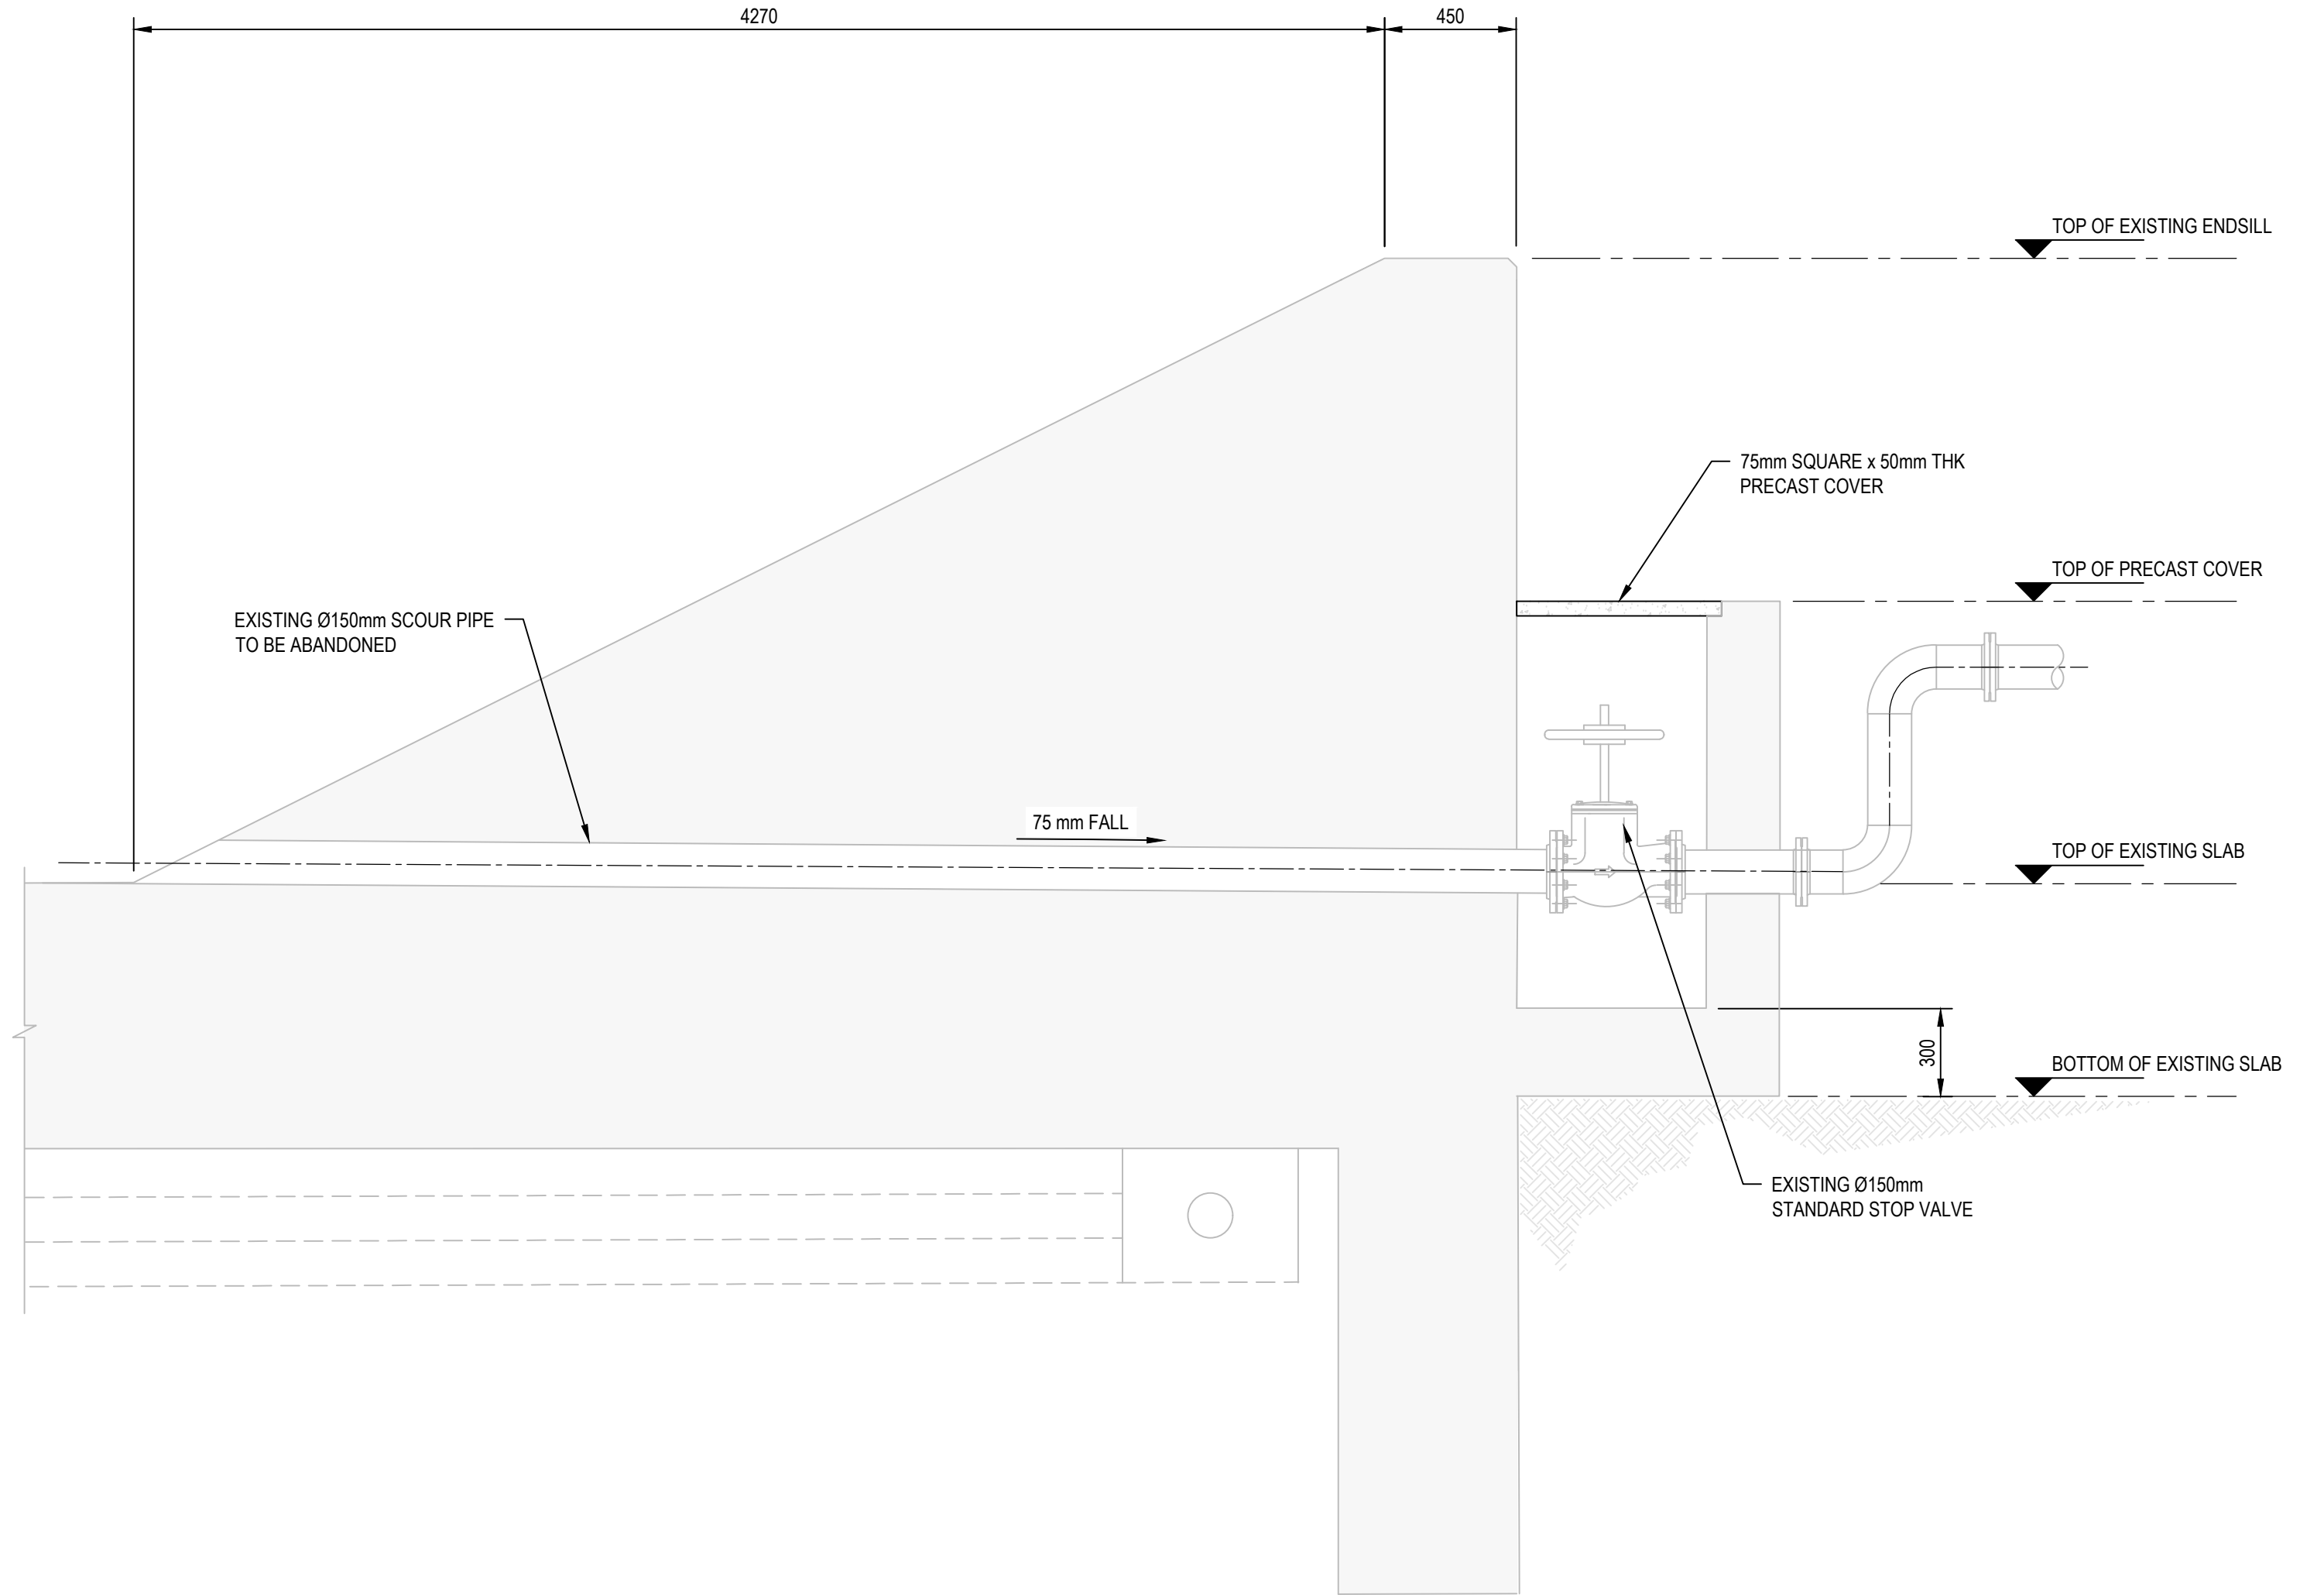 4270
450
TOP OF EXISTING ENDSILL
75mm SQUARE x 50mm THK
PRECAST COVER
TOP OF PRECAST COVER
EXISTING Ø150mm SCOUR PIPE
TO BE ABANDONED
75 mm FALL
TOP OF EXISTING SLAB
300
BOTTOM OF EXISTING SLAB
EXISTING Ø150mm
STANDARD STOP VALVE